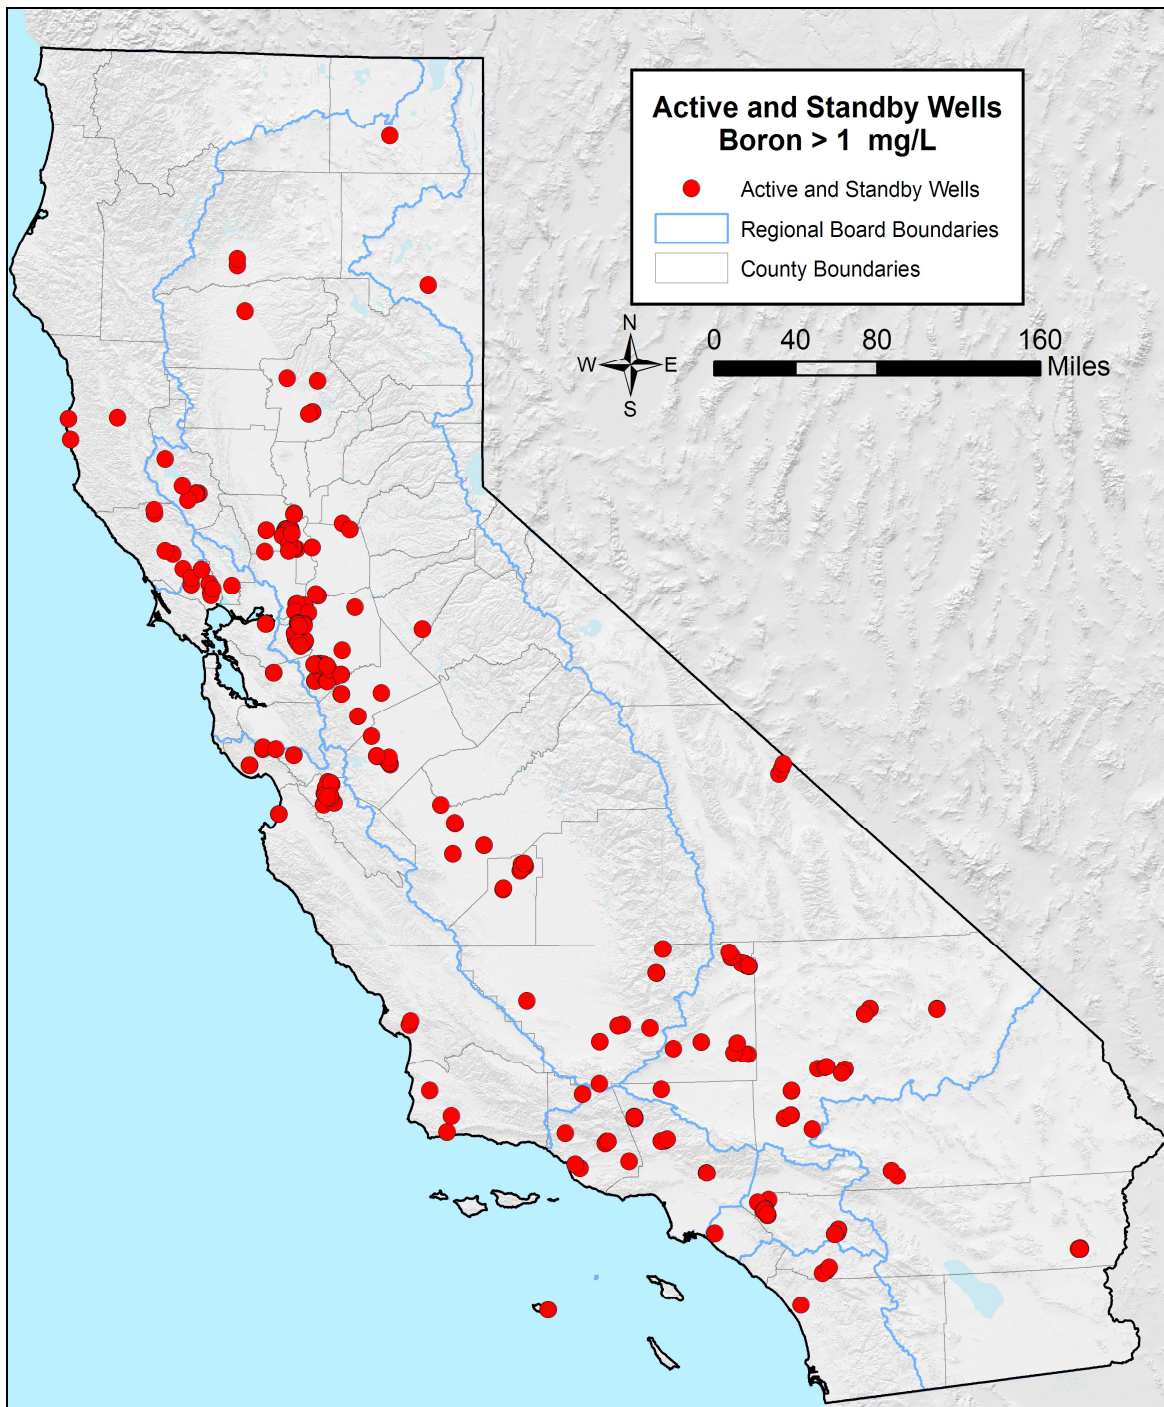 Active and Standby Wells
Boron > 1 mg/L
Active and Standby Wells
Regional Board Boundaries
County Boundaries
N
W E
S
0 40 80 160
Miles